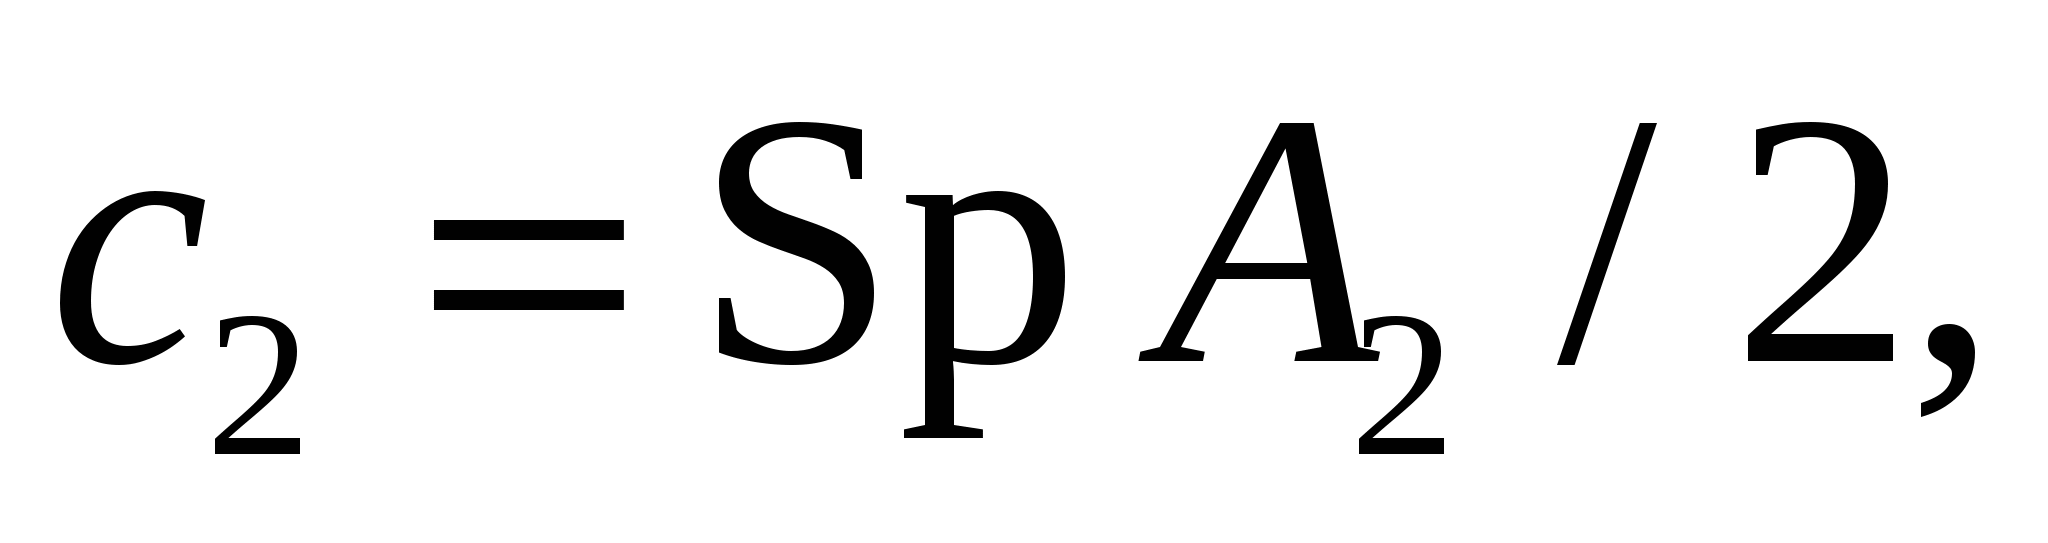 c₂ = Sp A₂ / 2,